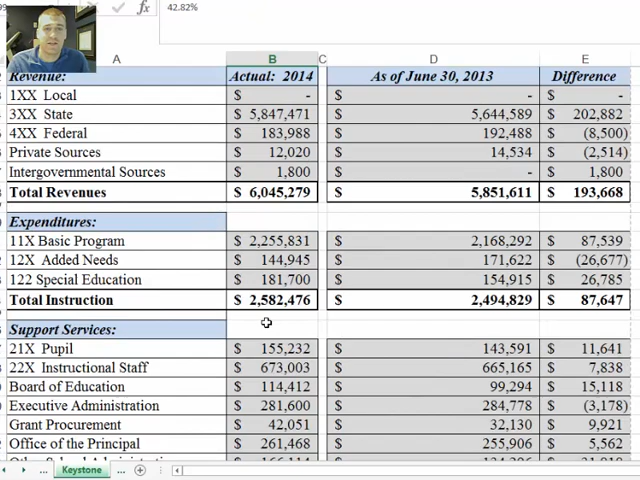 fx 42.82%
A B C D E
Revenue: Actual: 2014 As of June 30, 2013 Difference
1XX Local $ - $ - $ -
3XX State $ 5,847,471 $ 5,644,589 $ 202,882
4XX Federal $ 183,988 $ 192,488 $ (8,500)
Private Sources $ 12,020 $ 14,534 $ (2,514)
Intergovernmental Sources $ 1,800 $ - $ 1,800
Total Revenues $ 6,045,279 5,851,611 $ 193,668
Expenditures:
11X Basic Program $ 2,255,831 $ 2,168,292 $ 87,539
12X Added Needs $ 144,945 $ 171,622 $ (26,677)
122 Special Education $ 181,700 $ 154,915 $ 26,785
Total Instruction $ 2,582,476 $ 2,494,829 $ 87,647
Support Services:
21X Pupil $ 155,232 $ 143,591 $ 11,641
22X Instructional Staff $ 673,003 $ 665,165 $ 7,838
Board of Education $ 114,412 $ 99,294 $ 15,118
Executive Administration $ 281,600 $ 284,778 $ (3,178)
Grant Procurement $ 42,051 $ 32,130 $ 9,921
Office of the Principal $ 261,468 $ 255,906 $ 5,562
... Keystone ...